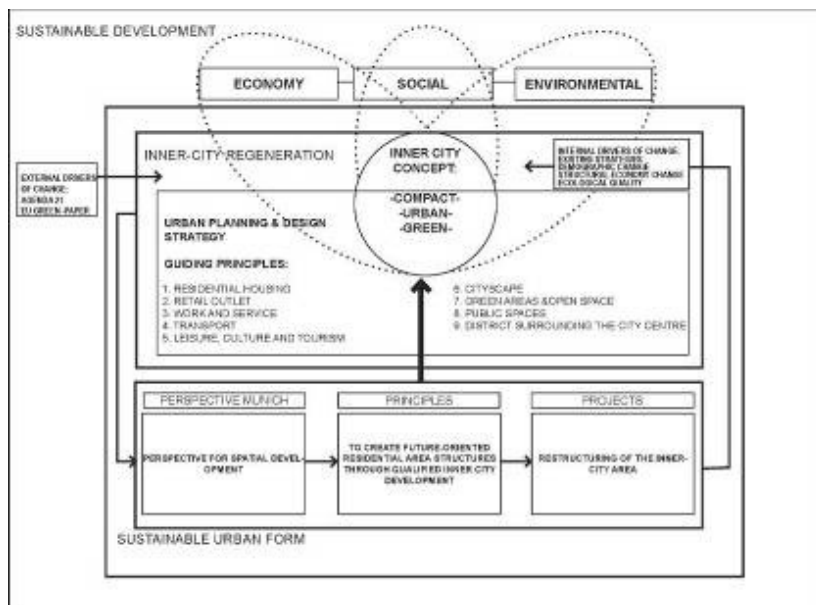 SUSTAINABLE DEVELOPMENT
ECONOMY
SOCIAL
ENVIRONMENTAL
INNER-CITY-REGENERATION
INNER CITY
CONCEPT:
-COMPACT-
-URBAN-
-GREEN-
INTERNAL DRIVERS OF CHANGE,
EXISTING STRATEGIES,
DEMOGRAPHIC CHANGE
STRUCTURAL ECONOMY CHANGE
ECOLOGICAL QUALITY
EXTERNAL DRIVERS
OF CHANGE:
AGENDA 21
EU GREEN-PAPER
URBAN PLANNING & DESIGN
STRATEGY
GUIDING PRINCIPLES:
1. RESIDENTIAL HOUSING
2. RETAIL OUTLET
3. WORK AND SERVICE
4. TRANSPORT
5. LEISURE, CULTURE AND TOURISM
6. CITYSCAPE
7. GREEN AREAS &OPEN SPACE
8. PUBLIC SPACES
9. DISTRICT SURROUNDING THE CITY CENTRE
PERSPECTIVE MUNICH
PRINCIPLES
PROJECTS
PERSPECTIVE FOR SPATIAL DEVEL-
OPMENT
TO CREATE FUTURE-ORIENTED
RESIDENTIAL AREA STRUCTURES
THROUGH QUALIFIED INNER CITY
DEVELOPMENT
RESTRUCTURING OF THE INNER-
CITY AREA
SUSTAINABLE URBAN FORM